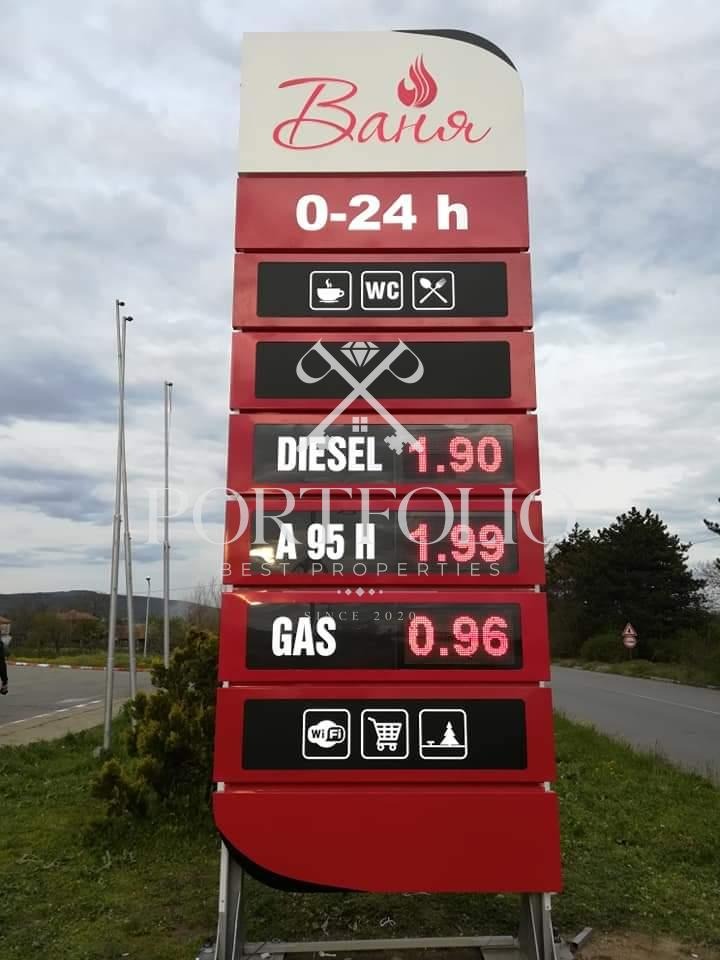 Ваня
0-24 h
WC
DIESEL 1.90
PORTFOLIO
A 95 H 1.99
BEST PROPERTIES
SINCE 2020
GAS 0.96
WiFi